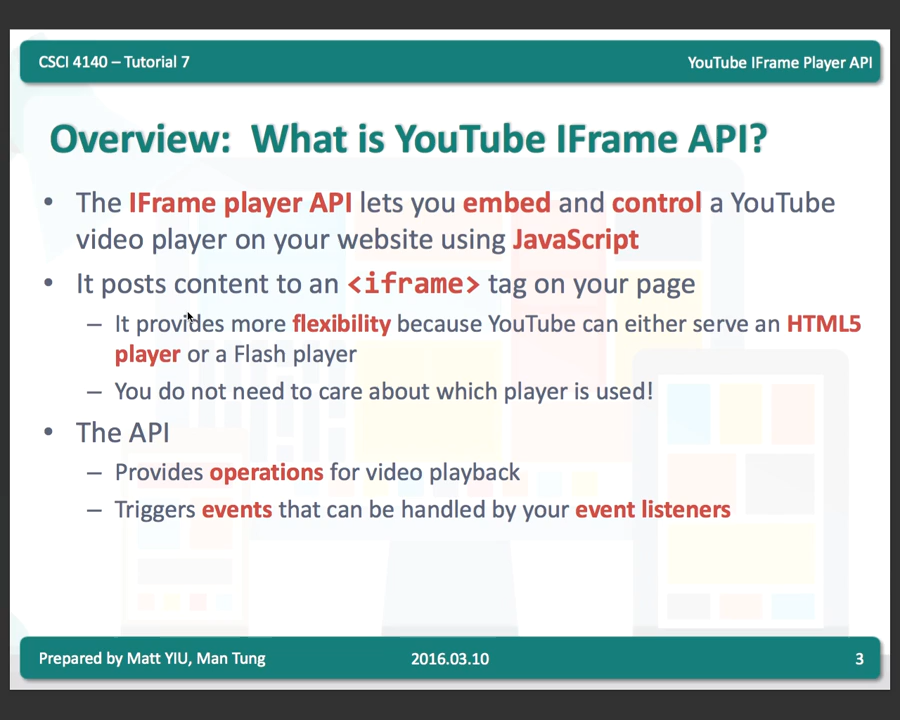 CSCI 4140 – Tutorial 7
YouTube IFrame Player API
Overview:  What is YouTube IFrame API?
• The IFrame player API lets you embed and control a YouTube
video player on your website using JavaScript
• It posts content to an <iframe> tag on your page
– It provides more flexibility because YouTube can either serve an HTML5
player or a Flash player
– You do not need to care about which player is used!
• The API
– Provides operations for video playback
– Triggers events that can be handled by your event listeners
Prepared by Matt YIU, Man Tung
2016.03.10
3